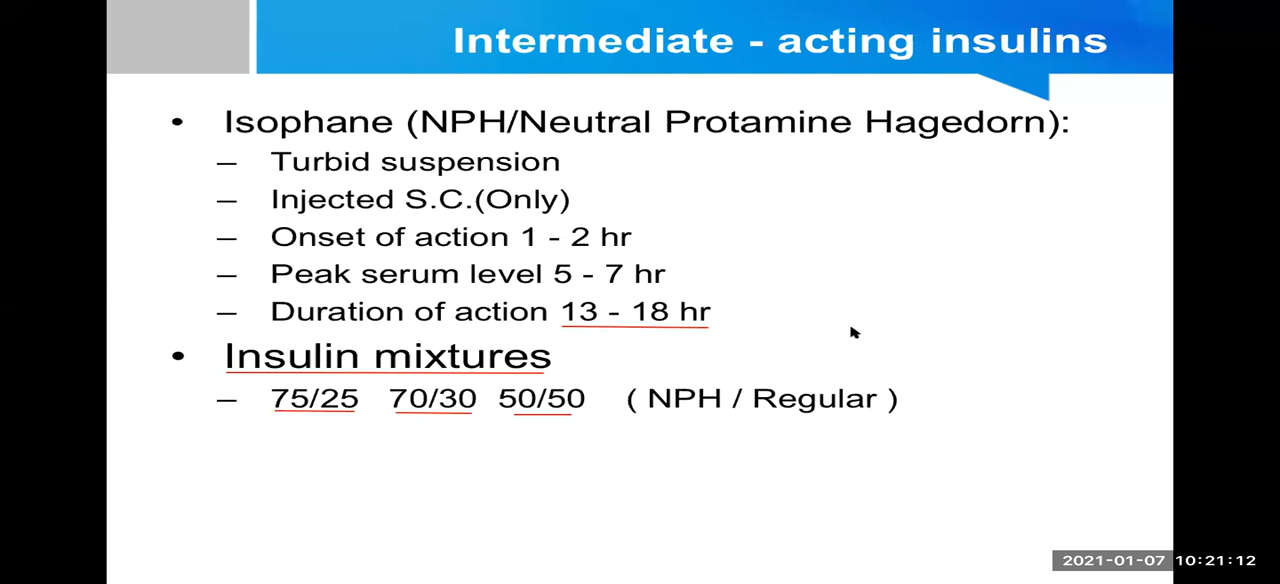 Intermediate - acting insulins
• Isophane (NPH/Neutral Protamine Hagedorn):
– Turbid suspension
– Injected S.C.(Only)
– Onset of action 1 - 2 hr
– Peak serum level 5 - 7 hr
– Duration of action 13 - 18 hr
• Insulin mixtures
– 75/25 70/30 50/50 ( NPH / Regular )
2021-01-07 10:21:12